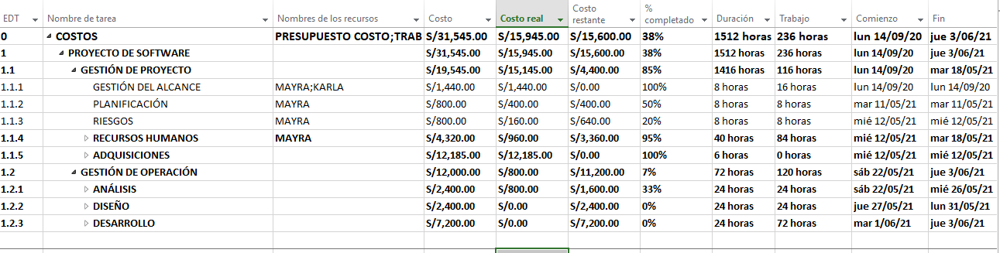 EDT Nombre de tarea Nombres de los recursos Costo Costo real Costo restante % completado Duración Trabajo Comienzo Fin
0 COSTOS PRESUPUESTO COSTO;TRAB S/31,545.00 S/15,945.00 S/15,600.00 38% 1512 horas 236 horas lun 14/09/20 jue 3/06/21
1 PROYECTO DE SOFTWARE S/31,545.00 S/15,945.00 S/15,600.00 38% 1512 horas 236 horas lun 14/09/20 jue 3/06/21
1.1 GESTIÓN DE PROYECTO S/19,545.00 S/15,145.00 S/4,400.00 85% 1416 horas 116 horas lun 14/09/20 mar 18/05/21
1.1.1 GESTIÓN DEL ALCANCE MAYRA;KARLA S/1,440.00 S/1,440.00 S/0.00 100% 8 horas 16 horas lun 14/09/20 lun 14/09/20
1.1.2 PLANIFICACIÓN MAYRA S/800.00 S/400.00 S/400.00 50% 8 horas 8 horas mar 11/05/21 mar 11/05/21
1.1.3 RIESGOS MAYRA S/800.00 S/160.00 S/640.00 20% 8 horas 8 horas mié 12/05/21 mié 12/05/21
1.1.4 RECURSOS HUMANOS MAYRA S/4,320.00 S/960.00 S/3,360.00 95% 40 horas 84 horas mié 12/05/21 mar 18/05/21
1.1.5 ADQUISICIONES S/12,185.00 S/12,185.00 S/0.00 100% 6 horas 0 horas mié 12/05/21 mié 12/05/21
1.2 GESTIÓN DE OPERACIÓN S/12,000.00 S/800.00 S/11,200.00 7% 72 horas 120 horas sáb 22/05/21 jue 3/06/21
1.2.1 ANÁLISIS S/2,400.00 S/800.00 S/1,600.00 33% 24 horas 24 horas sáb 22/05/21 mié 26/05/21
1.2.2 DISEÑO S/2,400.00 S/0.00 S/2,400.00 0% 24 horas 24 horas jue 27/05/21 lun 31/05/21
1.2.3 DESARROLLO S/7,200.00 S/0.00 S/7,200.00 0% 24 horas 72 horas mar 1/06/21 jue 3/06/21